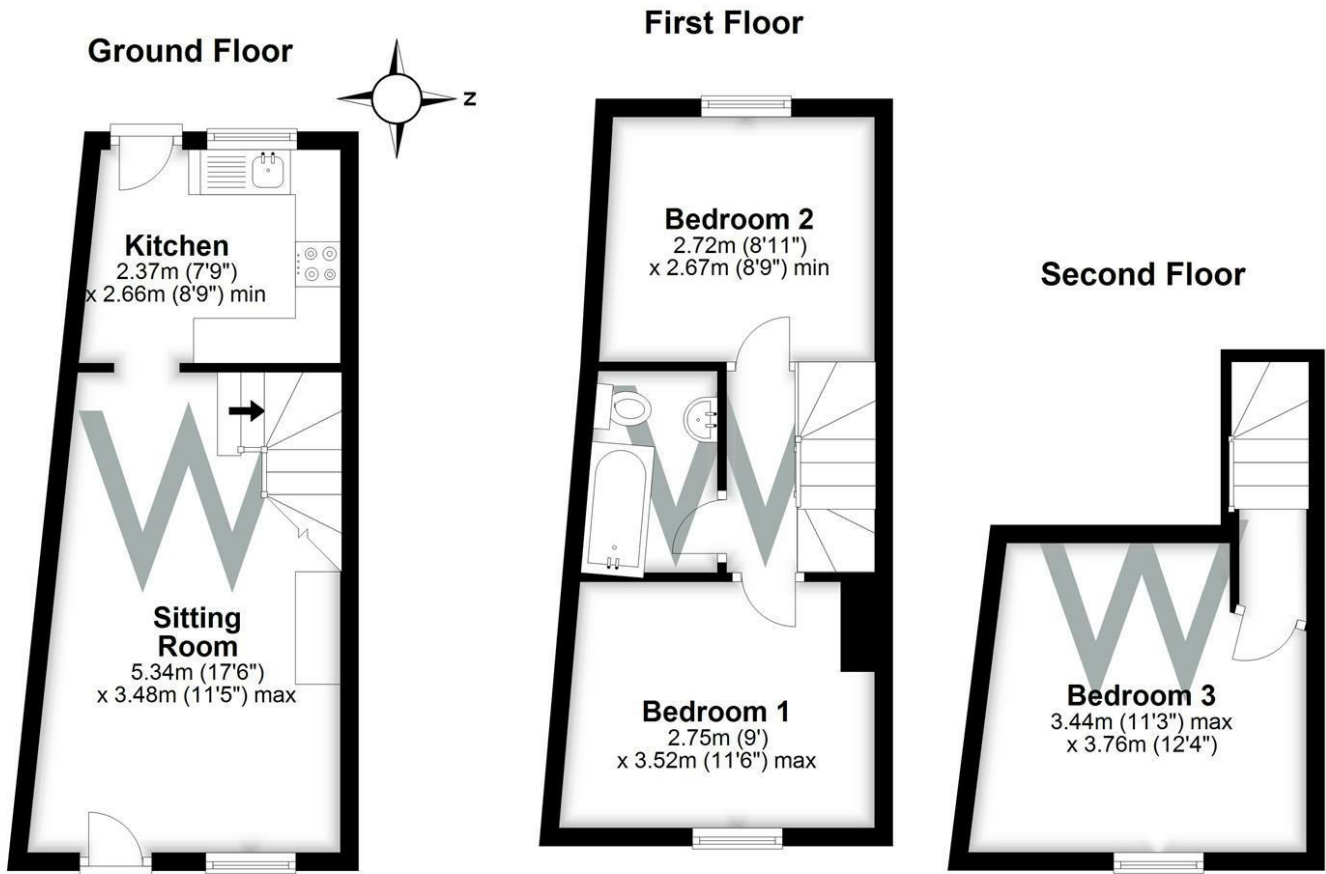 Ground Floor
N
Kitchen
2.37m (7'9")
x 2.66m (8'9") min
W
Sitting
Room
5.34m (17'6")
x 3.48m (11'5") max
First Floor
Bedroom 2
2.72m (8'11")
x 2.67m (8'9") min
W
Bedroom 1
2.75m (9')
x 3.52m (11'6") max
Second Floor
W
Bedroom 3
3.44m (11'3") max
x 3.76m (12'4")